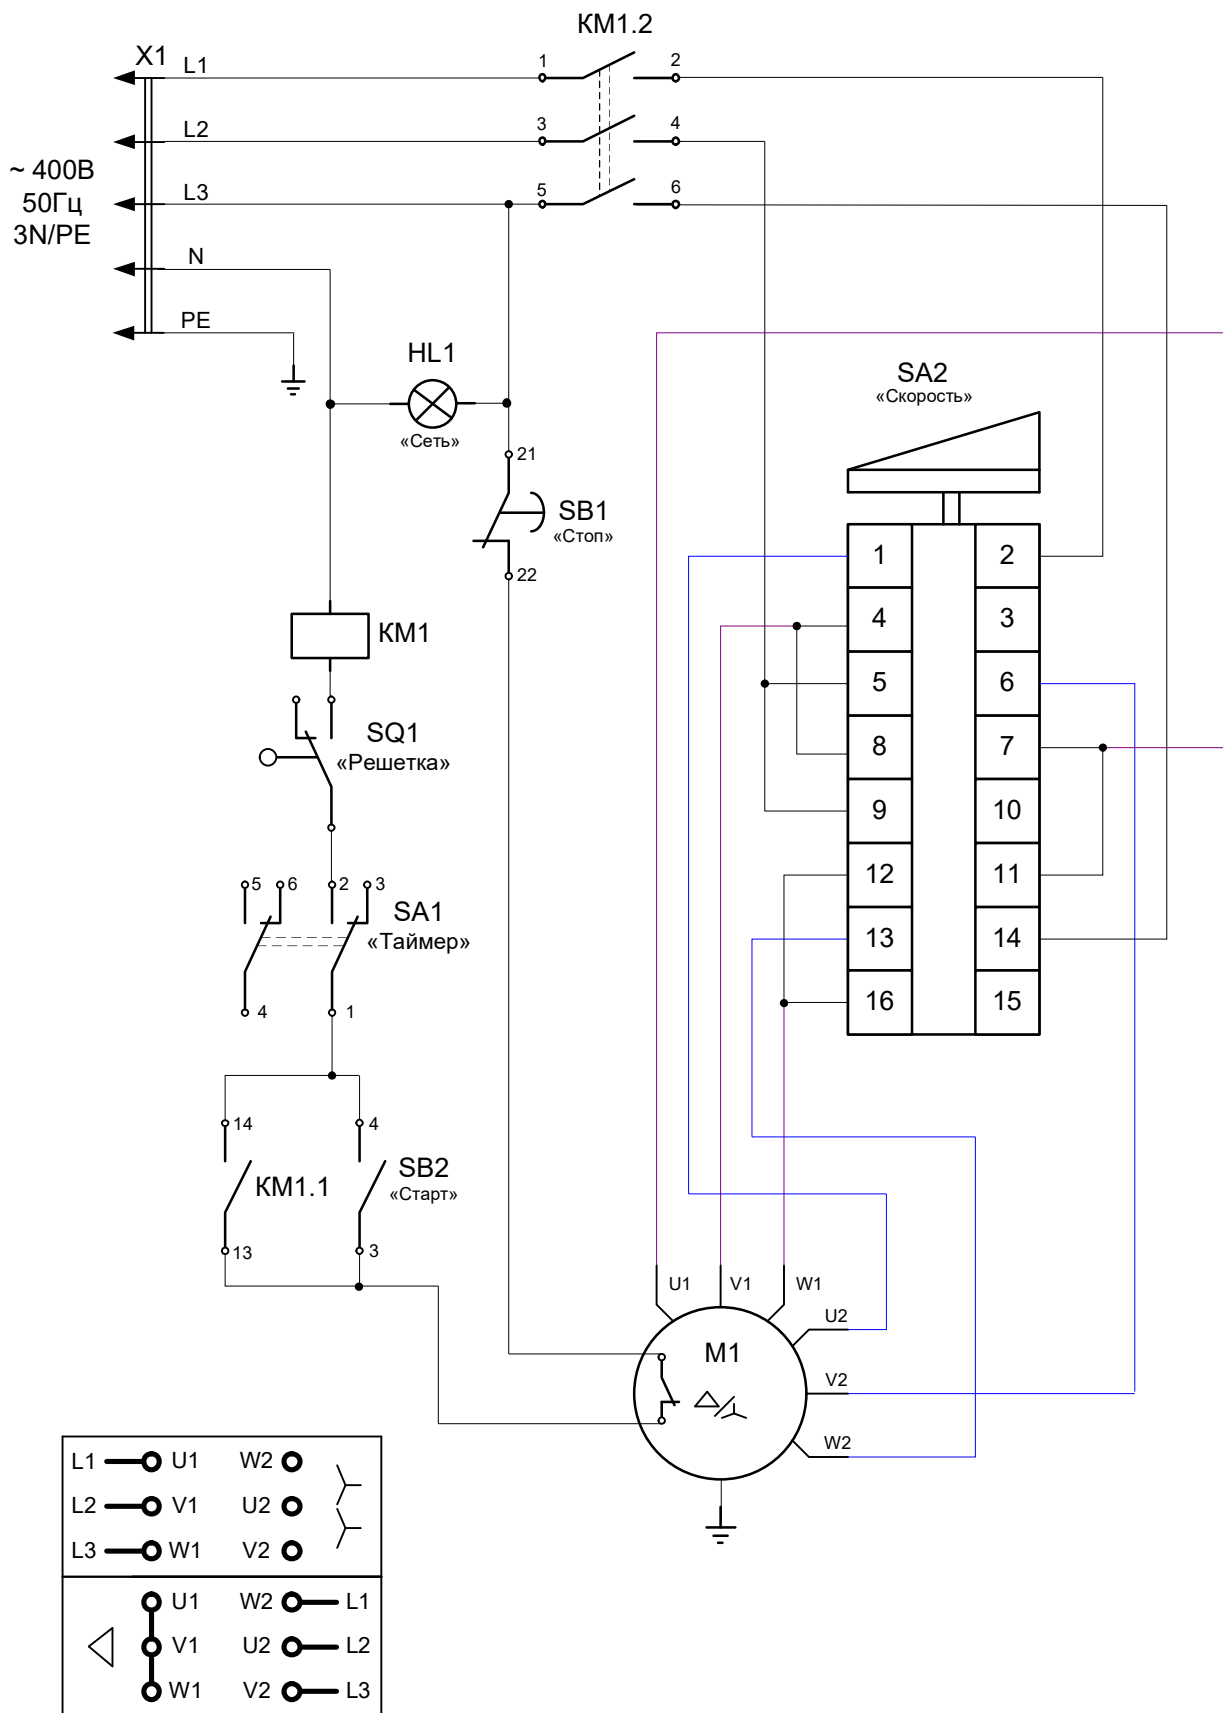 KM1.2
X1
L1
1
2
L2
3
4
~ 400В
50Гц
3N/PE
L3
5
6
N
PE
HL1
«Сеть»
SA2
«Скорость»
21
SB1
«Стоп»
22
1
2
4
3
5
6
8
7
9
10
12
11
13
14
16
15
KM1
SQ1
«Решетка»
5
6
2
3
SA1
«Таймер»
4
1
14
4
KM1.1
SB2
«Старт»
13
3
U1
V1
W1
U2
M1
V2
W2
L1 U1 W2
L2 V1 U2
L3 W1 V2
U1 W2 L1
V1 U2 L2
W1 V2 L3